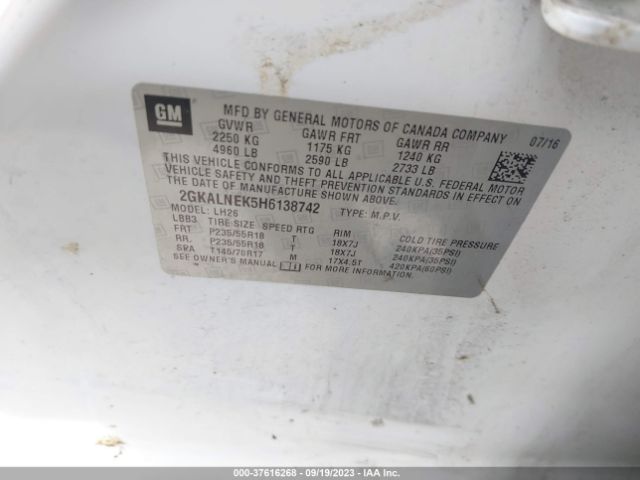 GM
MFD BY GENERAL MOTORS OF CANADA COMPANY 07/16
GVWR GAWR FRT GAWR RR
2250 KG 1175 KG 1240 KG
4960 LB 2590 LB 2733 LB
THIS VEHICLE CONFORMS TO ALL APPLICABLE U.S. FEDERAL MOTOR
VEHICLE SAFETY, BUMPER, AND THEFT PREVENTION STANDARDS IN EFFECT ON
THE DATE OF MANUFACTURE SHOWN ABOVE.
2GKALNEK5H6138742 TYPE: M.P.V.
MODEL: LH26
LBB3 TIRE SIZE SPEED RTG RIM COLD TIRE PRESSURE
FRT P235/55R18 T 18X7J 240KPA(35PSI)
RR. P235/55R18 T 18X7J 240KPA(35PSI)
SPA T145/70R17 M 17X4.5T 420KPA(60PSI)
SEE OWNER'S MANUAL FOR MORE INFORMATION.
000-37616268 - 09/19/2023 - IAA Inc.